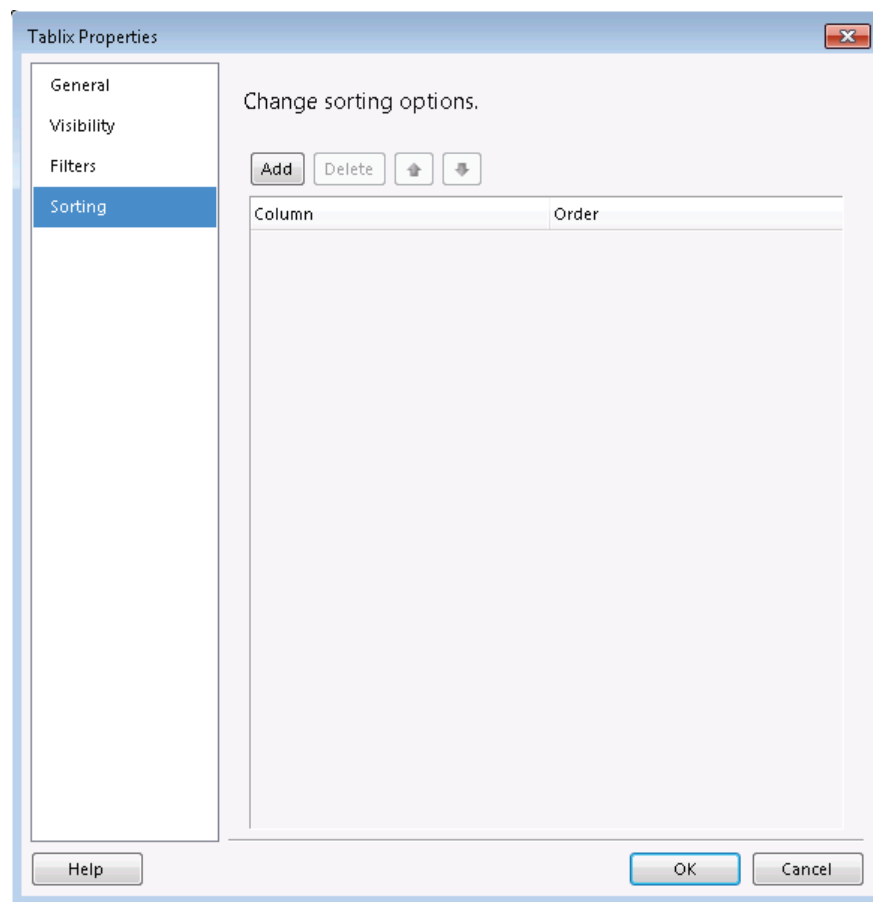 Tablix Properties
General
Visibility
Filters
Sorting
Change sorting options.
Add Delete
Column Order
Help OK Cancel